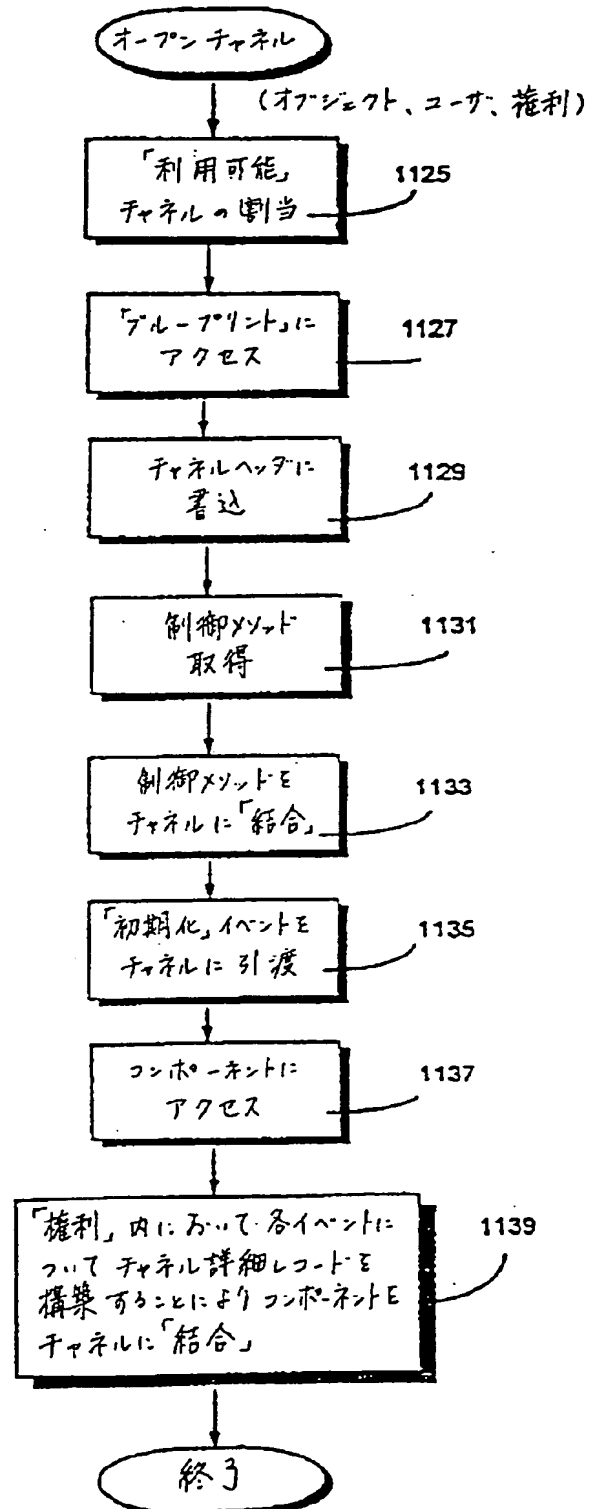 オープンチャネル
(オブジェクト、ユーザ、権利)
「利用可能」
チャネルの割当
1125
「ブループリント」に
アクセス
1127
チャネルヘッダに
書込
1129
制御メソッド
取得
1131
制御メソッドを
チャネルに「結合」
1133
「初期化」イベントを
チャネルに引渡
1135
コンポーネントに
アクセス
1137
「権利」内において各イベントに
ついてチャネル詳細レコードを
構築することによりコンポーネントを
チャネルに「結合」
1139
終了